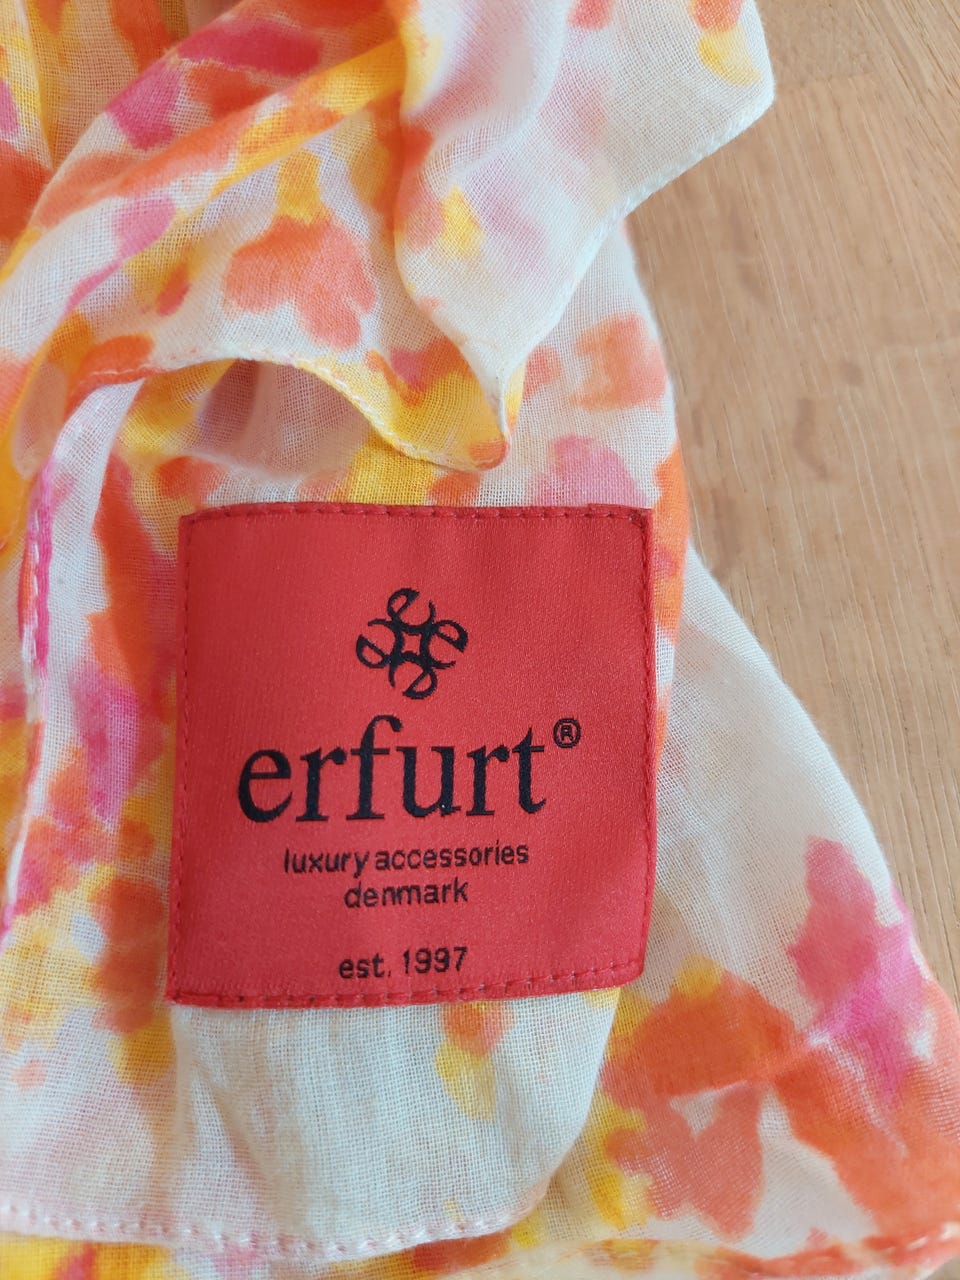 erfurt®
luxury accessories
denmark
est. 1997